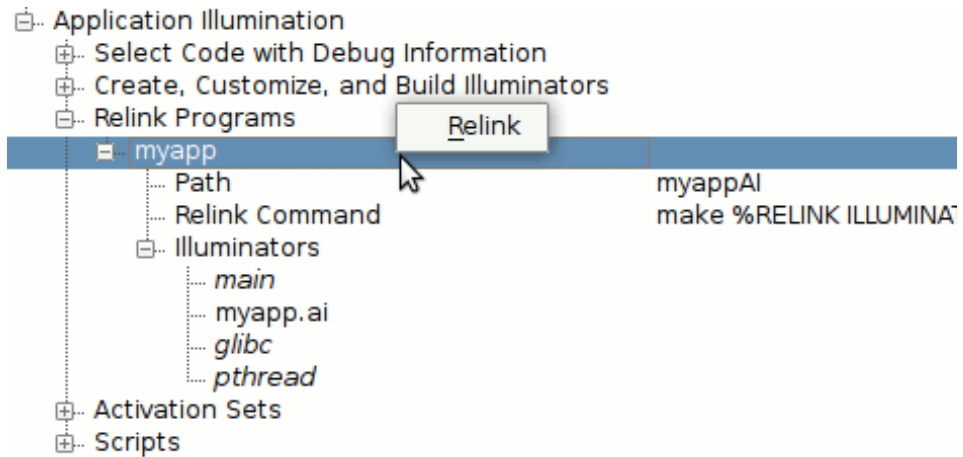 Application Illumination
Select Code with Debug Information
Create, Customize, and Build Illuminators
Relink Programs
Relink
myapp
Path myappAI
Relink Command make %RELINK ILLUMINAT
Illuminators
main
myapp.ai
glibc
pthread
Activation Sets
Scripts